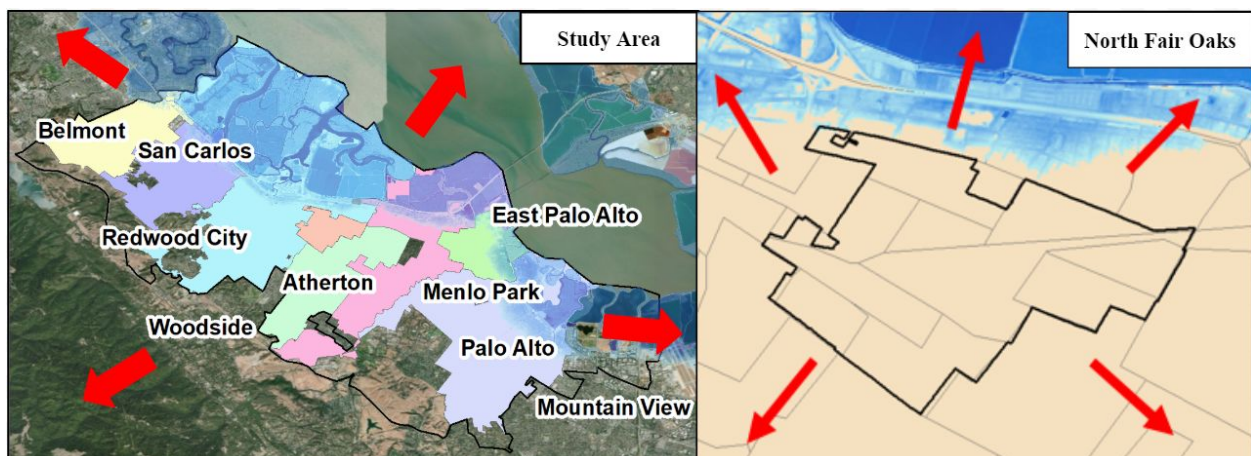 Study Area
North Fair Oaks
Belmont
San Carlos
Redwood City
East Palo Alto
Atherton
Menlo Park
Woodside
Palo Alto
Mountain View